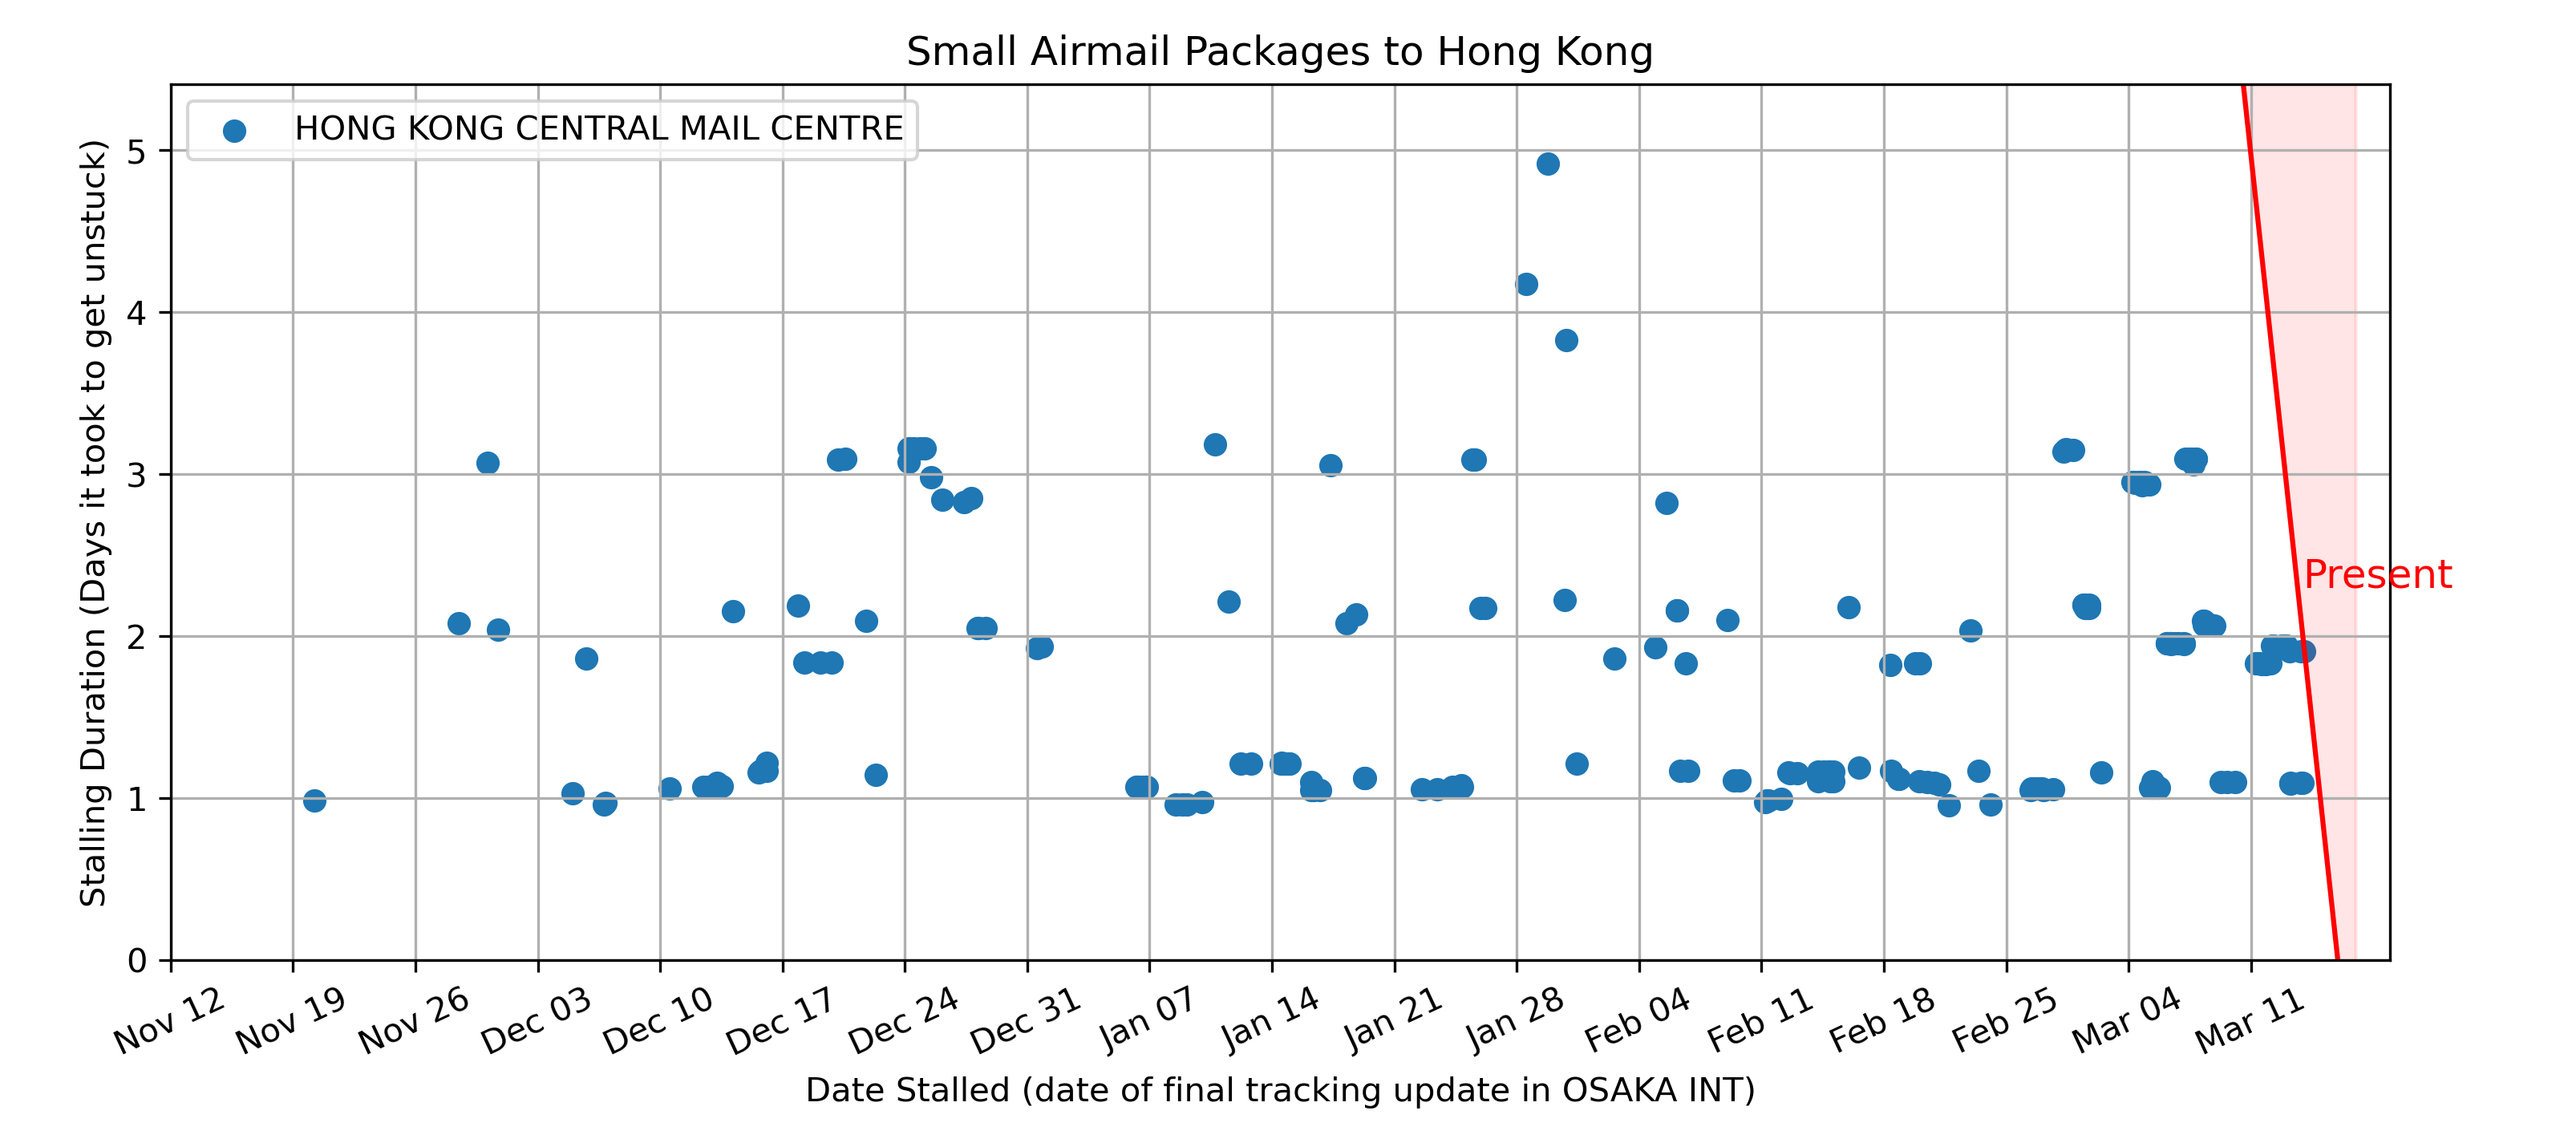 Small Airmail Packages to Hong Kong
HONG KONG CENTRAL MAIL CENTRE
Stalling Duration (Days it took to get unstuck)
5
4
3
2
1
0
Present
Nov 12
Nov 19
Nov 26
Dec 03
Dec 10
Dec 17
Dec 24
Dec 31
Jan 07
Jan 14
Jan 21
Jan 28
Feb 04
Feb 11
Feb 18
Feb 25
Mar 04
Mar 11
Date Stalled (date of final tracking update in OSAKA INT)